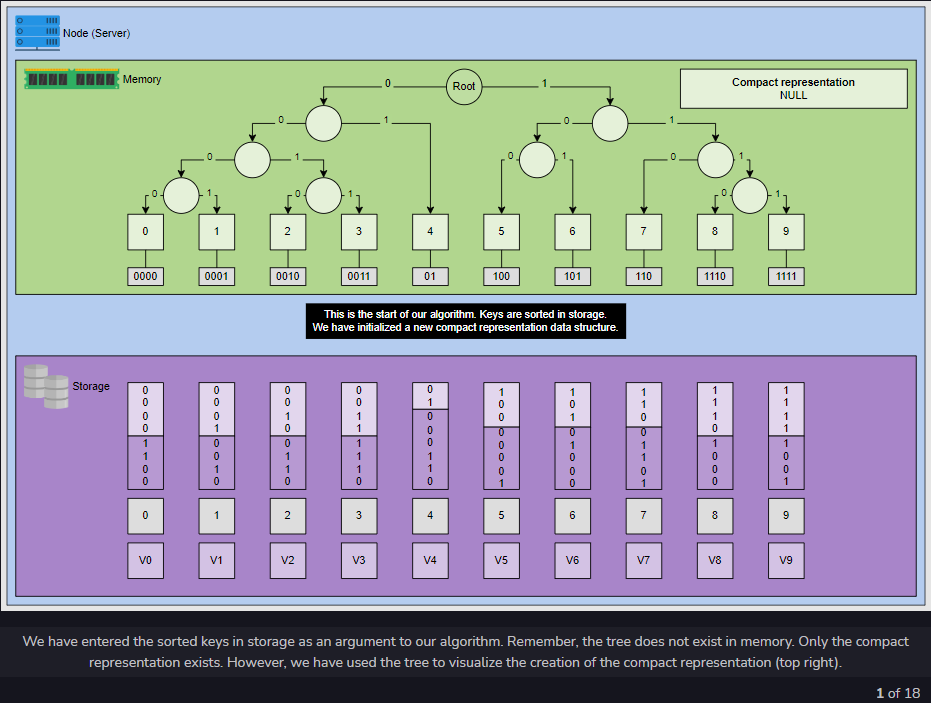 Node (Server)
Memory
Compact representation
NULL
Root
0 1
0 1 0 1
0 1 0 1 0 1
0 1 0 1 0 1
0 1 2 3 4 5 6 7 8 9
0000 0001 0010 0011 01 100 101 110 1110 1111
This is the start of our algorithm. Keys are sorted in storage.
We have initialized a new compact representation data structure.
Storage
0 0 0 0 0 1 1 1 1 1
0 0 0 0 1 0 0 1 1 1
0 0 1 1 0 0 1 0 1 1
0 1 0 1 0 0 0 0 0 1
1 0 0 1 0 0 1 1 1 1
1 0 1 1 1 0 0 1 0 0
0 1 1 1 1 0 0 0 0 0
0 0 0 0 0 1 0 1 0 1
0 1 2 3 4 5 6 7 8 9
V0 V1 V2 V3 V4 V5 V6 V7 V8 V9
We have entered the sorted keys in storage as an argument to our algorithm. Remember, the tree does not exist in memory. Only the compact
representation exists. However, we have used the tree to visualize the creation of the compact representation (top right).
1 of 18